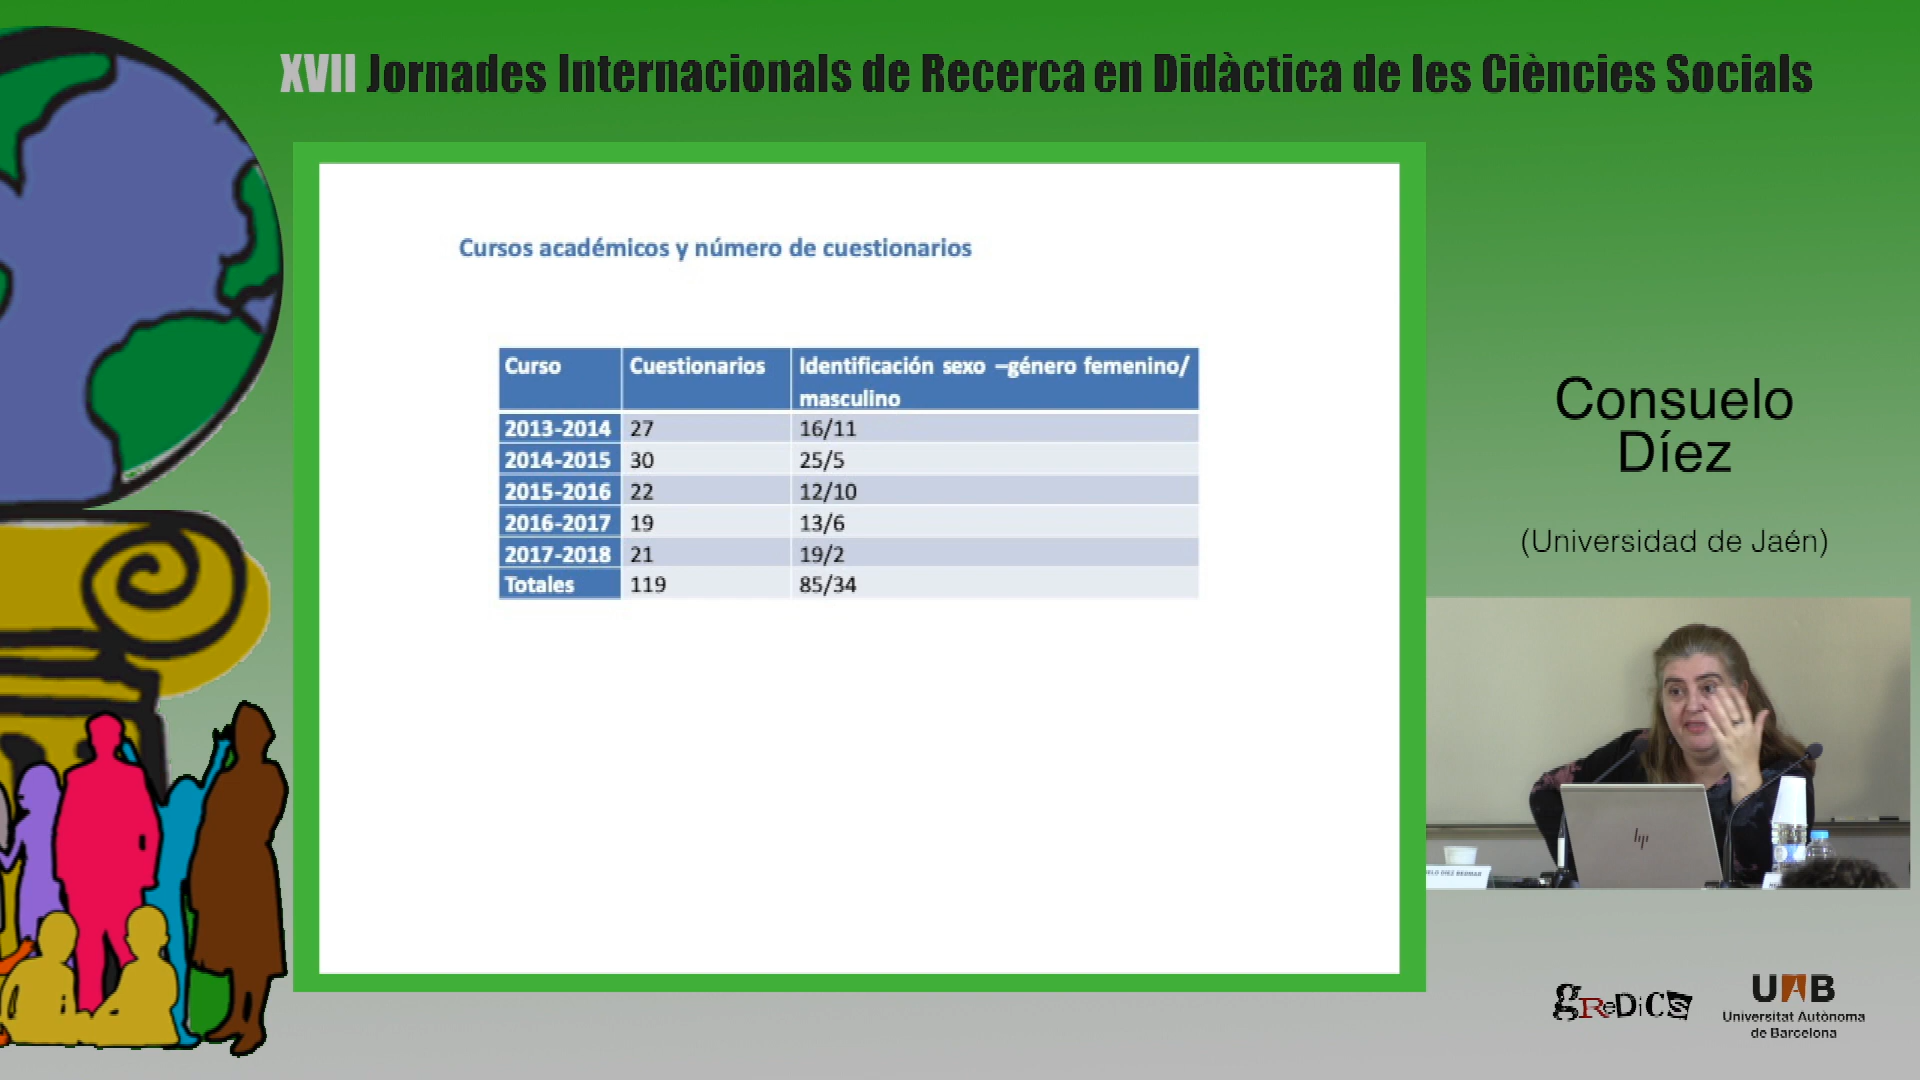 XVII Jornades Internacionals de Recerca en Didàctica de les Ciències Socials
Cursos académicos y número de cuestionarios
Curso Cuestionarios Identificación sexo –género femenino/
masculino
2013-2014 27 16/11
2014-2015 30 25/5
2015-2016 22 12/10
2016-2017 19 13/6
2017-2018 21 19/2
Totales 119 85/34
Consuelo
Díez
(Universidad de Jaén)
hp
DÍEZ BEDMAR
gReDiCS
UAB
Universitat Autònoma
de Barcelona